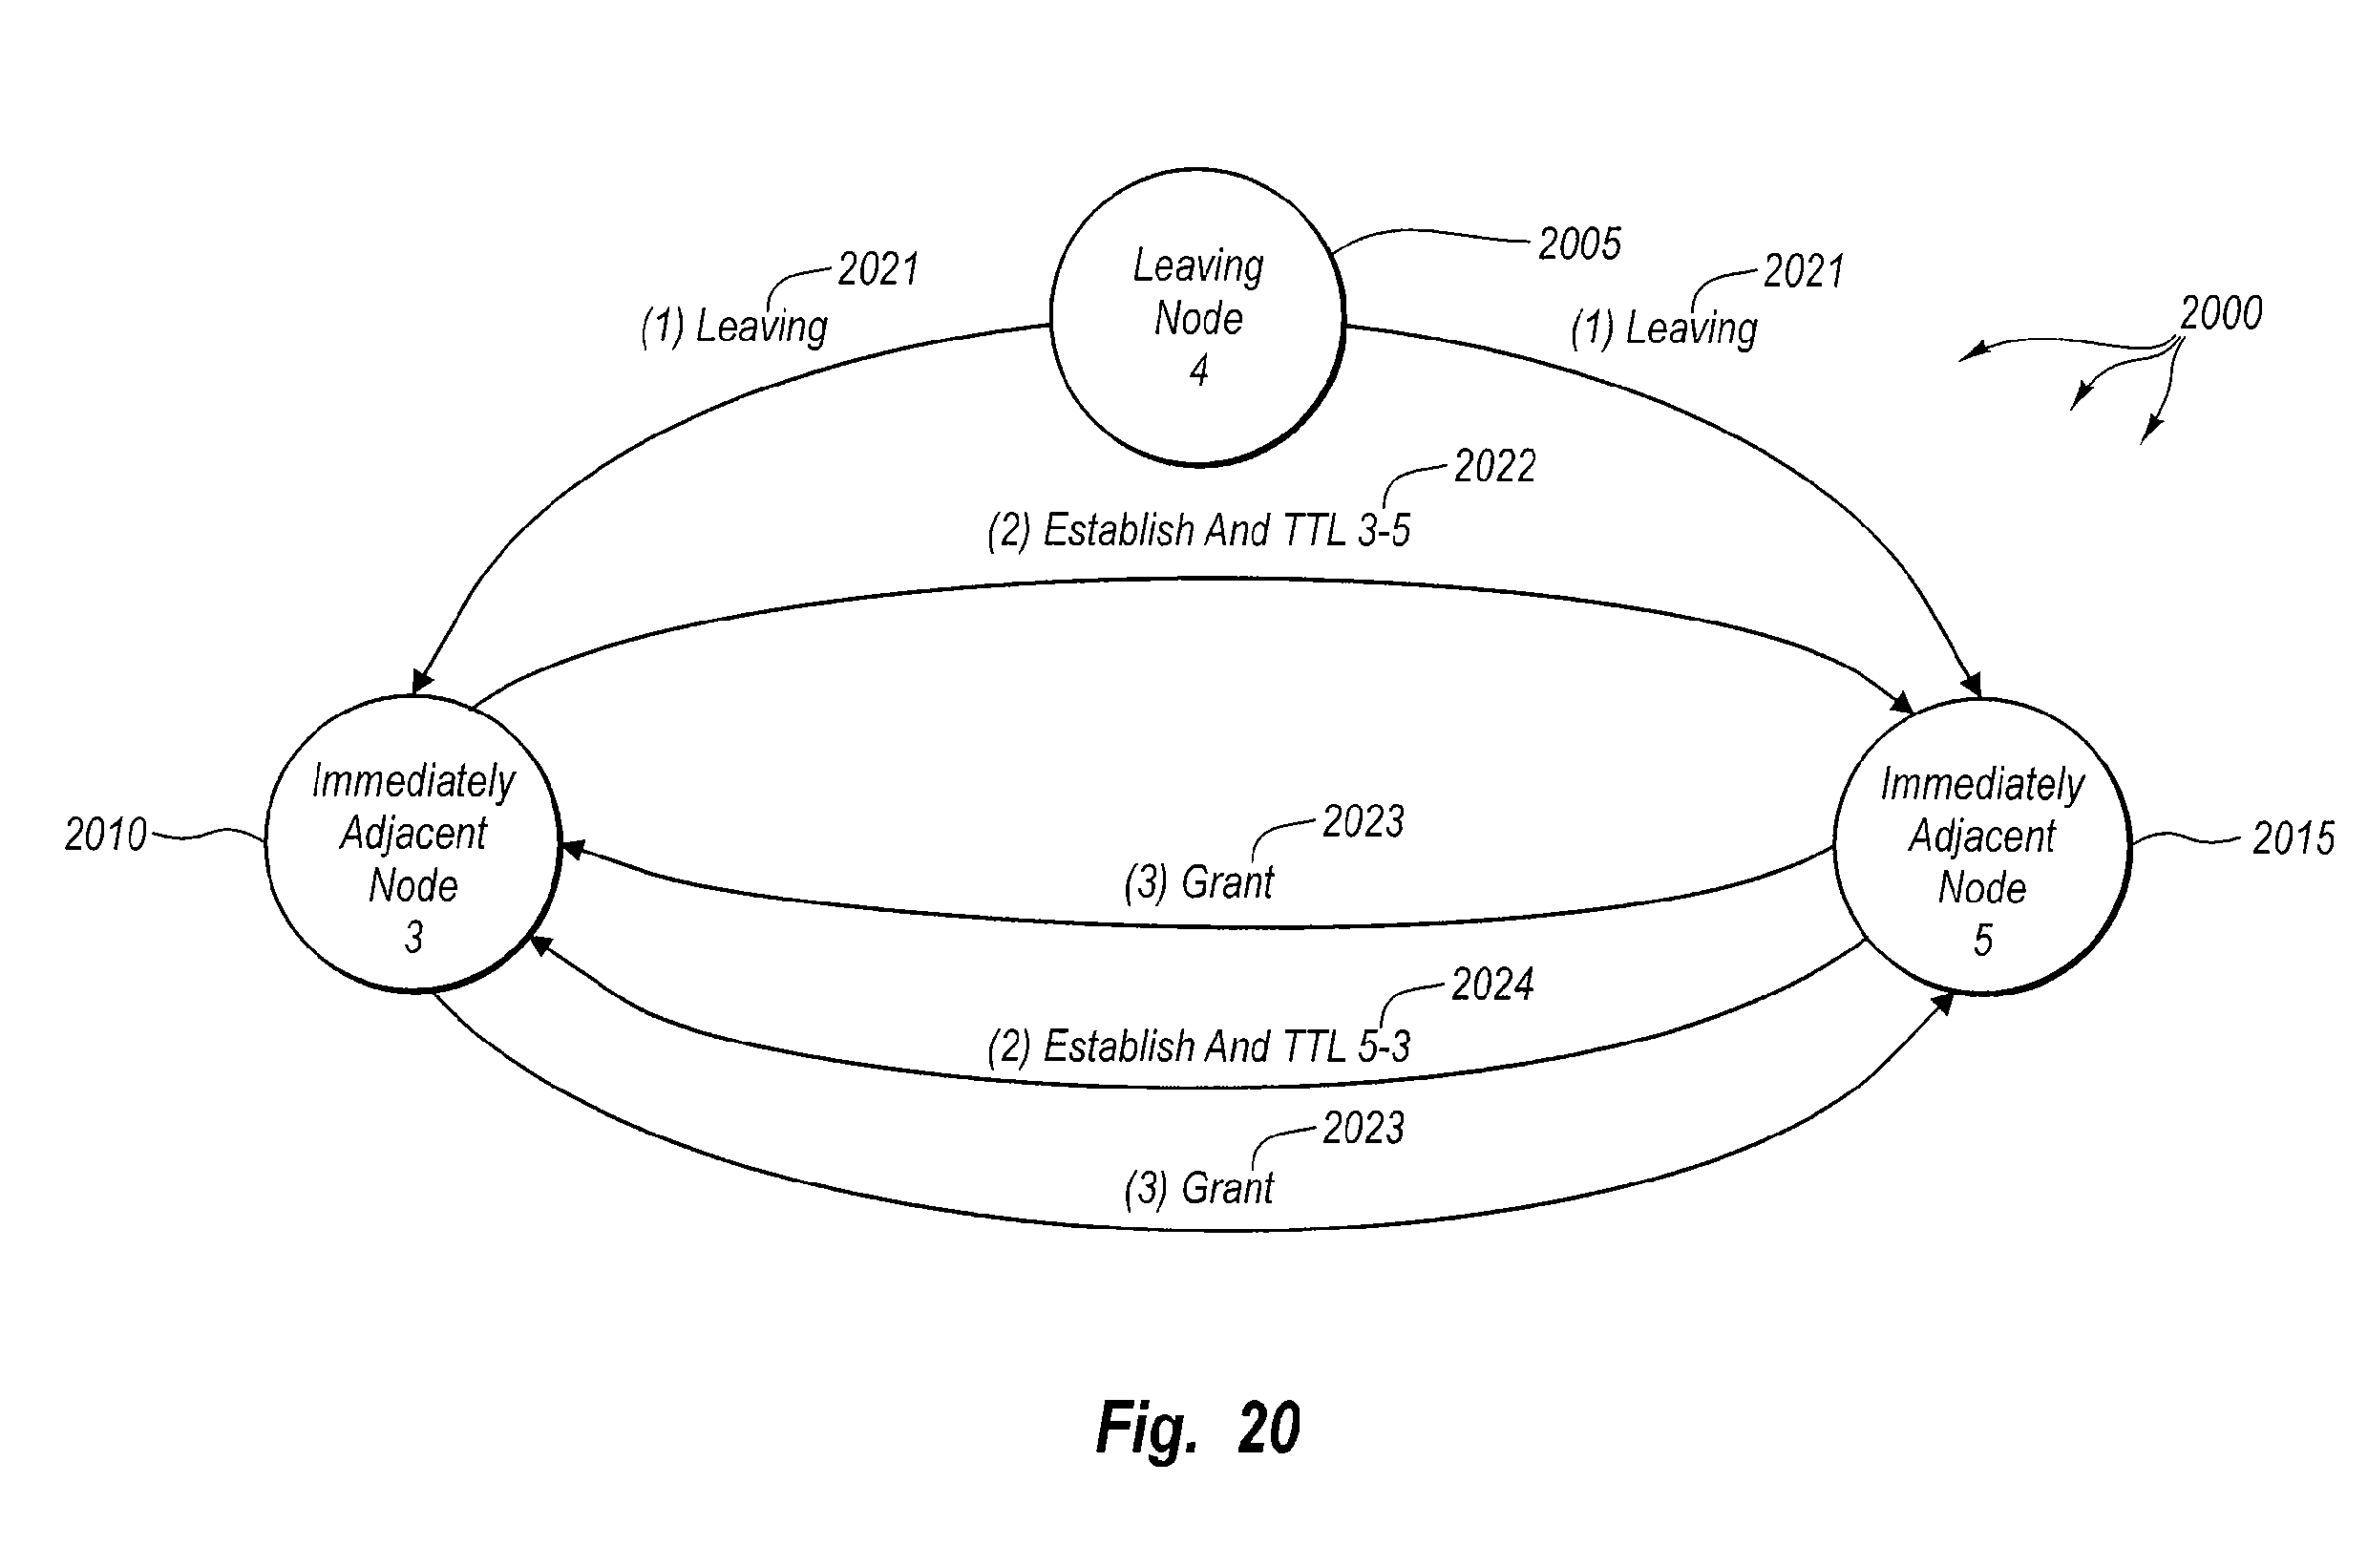 2005
2021
2021
Leaving
Node
4
(1) Leaving
(1) Leaving
2000
2022
(2) Establish And TTL 3-5
Immediately
Adjacent
Node
3
2010
Immediately
Adjacent
Node
5
2015
2023
(3) Grant
2024
(2) Establish And TTL 5-3
2023
(3) Grant
Fig. 20